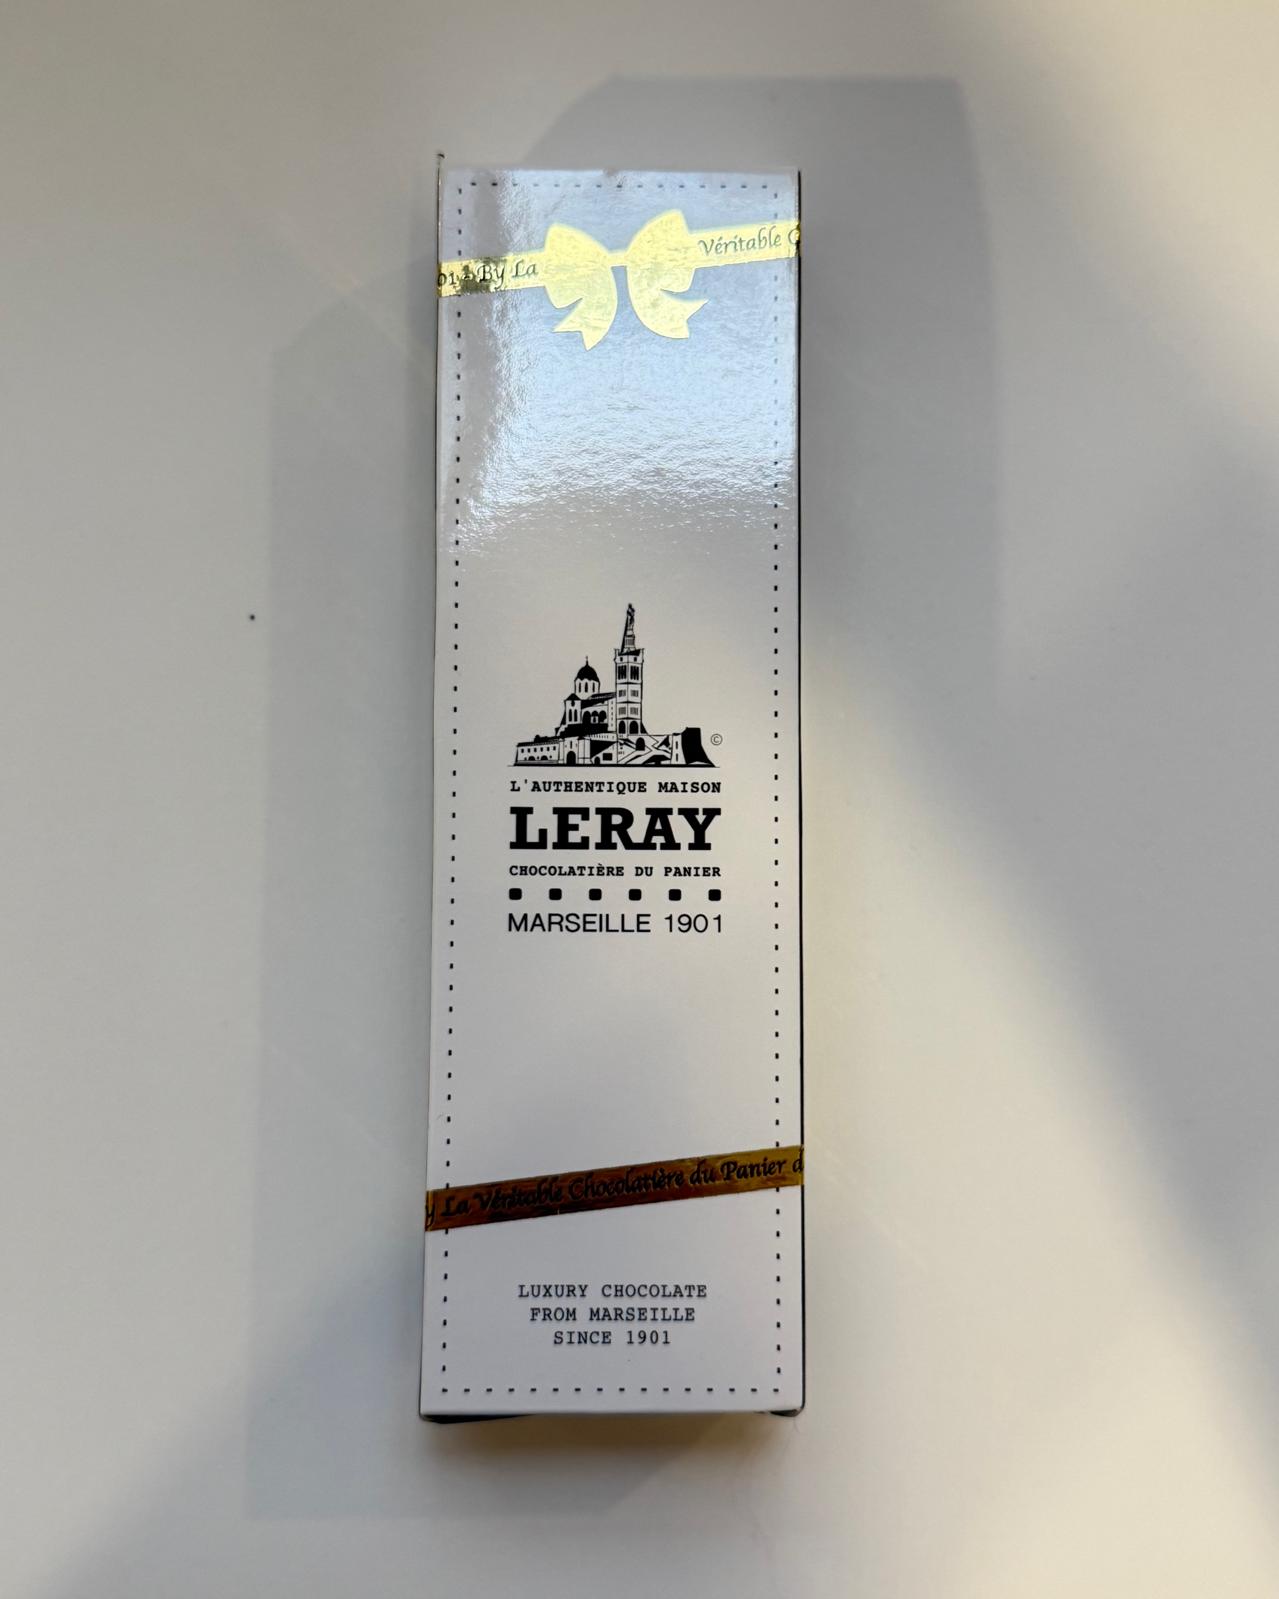 01 - By La
Véritable C
©
L'AUTHENTIQUE MAISON
LERAY
CHOCOLATIÈRE DU PANIER
MARSEILLE 1901
y La Véritable Chocolatière du Panier d
LUXURY CHOCOLATE
FROM MARSEILLE
SINCE 1901